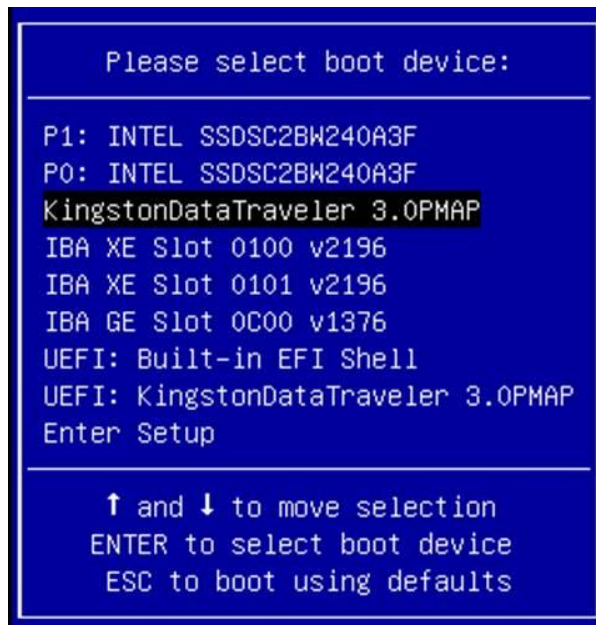 Please select boot device:
P1: INTEL SSDSC2BW240A3F
P0: INTEL SSDSC2BW240A3F
KingstonDataTraveler 3.0PMAP
IBA XE Slot 0100 v2196
IBA XE Slot 0101 v2196
IBA GE Slot 0C00 v1376
UEFI: Built-in EFI Shell
UEFI: KingstonDataTraveler 3.0PMAP
Enter Setup
↑ and ↓ to move selection
ENTER to select boot device
ESC to boot using defaults